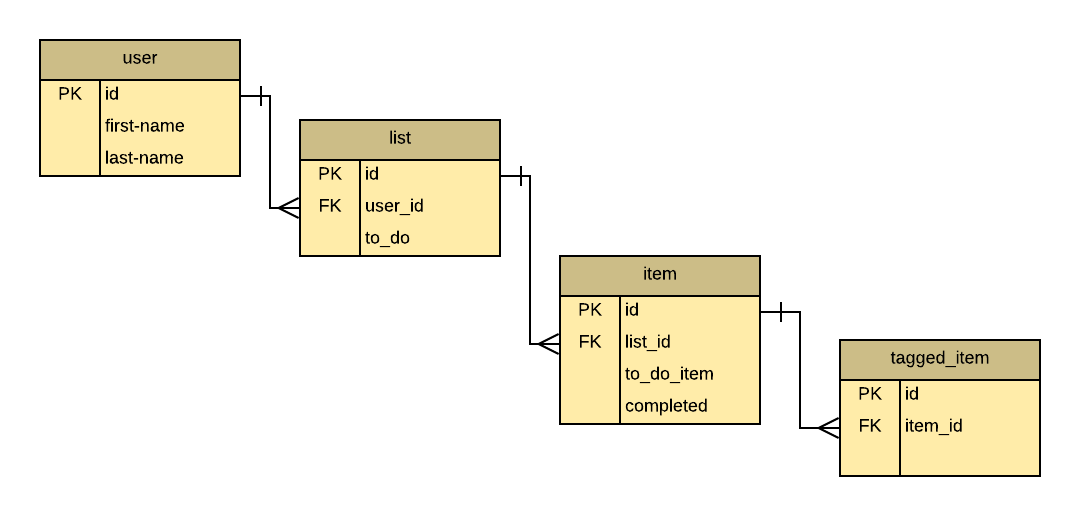 user
PK id
first-name
last-name
list
PK id
FK user_id
to_do
item
PK id
FK list_id
to_do_item
completed
tagged_item
PK id
FK item_id